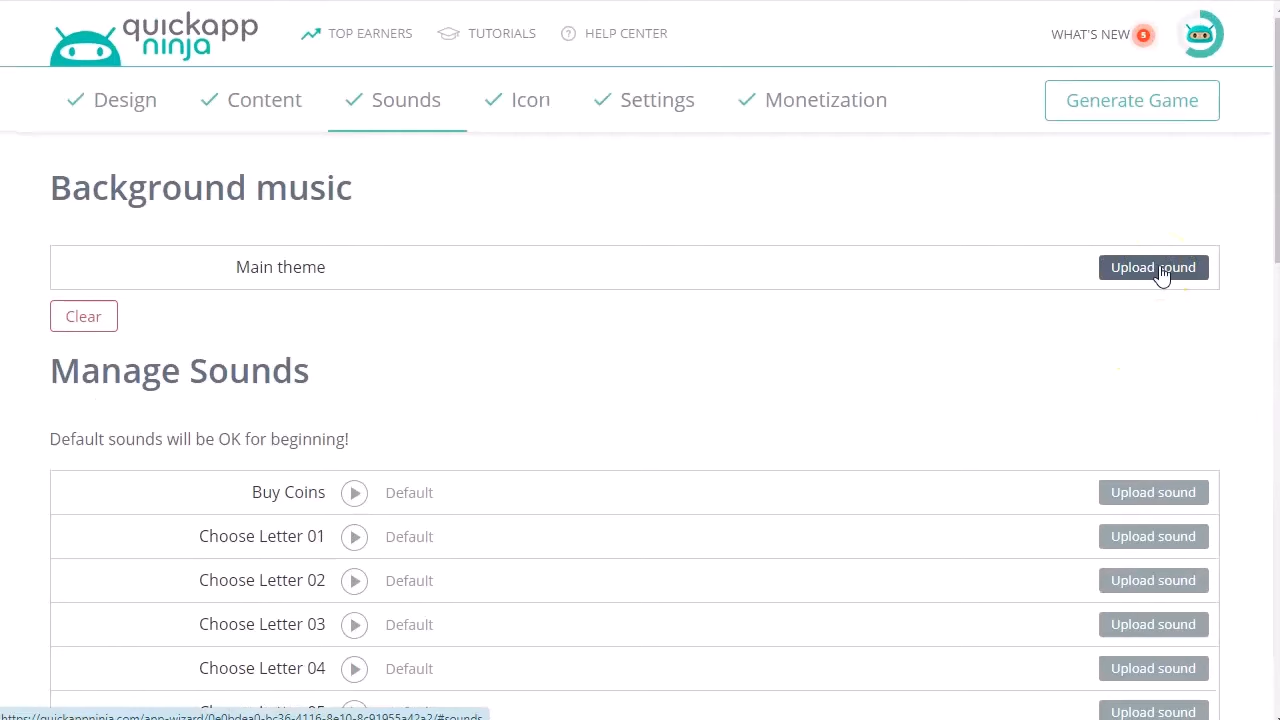 quickapp
ninja
TOP EARNERS
TUTORIALS
HELP CENTER
WHAT'S NEW 5
Design
Content
Sounds
Icon
Settings
Monetization
Generate Game
Background music
Main theme
Upload sound
Clear
Manage Sounds
Default sounds will be OK for beginning!
Buy Coins Default Upload sound
Choose Letter 01 Default Upload sound
Choose Letter 02 Default Upload sound
Choose Letter 03 Default Upload sound
Choose Letter 04 Default Upload sound
Choose Letter 05 Upload sound